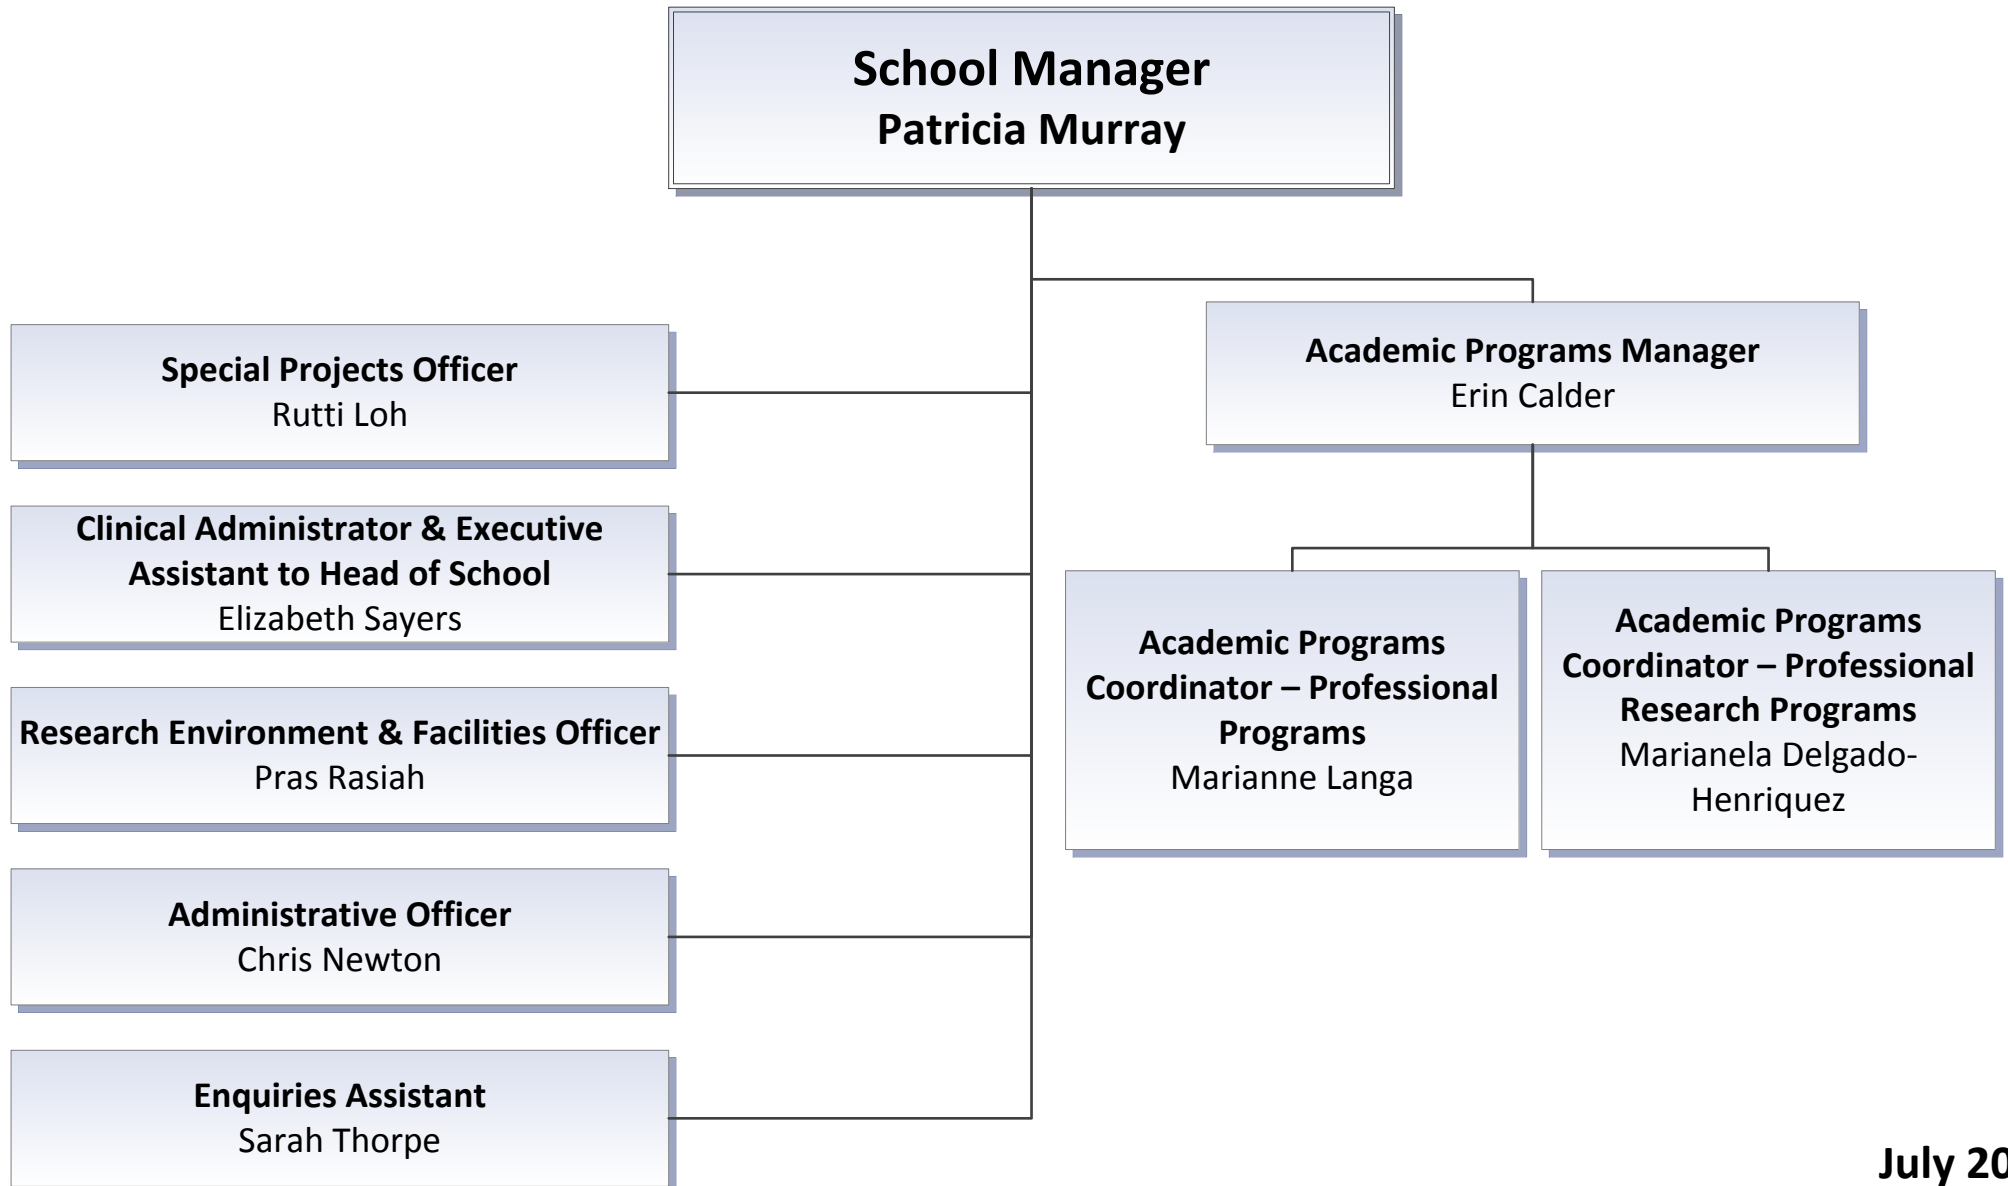 School Manager
Patricia Murray
Special Projects Officer
Rutti Loh
Clinical Administrator & Executive
Assistant to Head of School
Elizabeth Sayers
Research Environment & Facilities Officer
Pras Rasiah
Administrative Officer
Chris Newton
Enquiries Assistant
Sarah Thorpe
Academic Programs Manager
Erin Calder
Academic Programs
Coordinator – Professional
Programs
Marianne Langa
Academic Programs
Coordinator – Professional
Research Programs
Marianela Delgado-
Henriquez
July 20